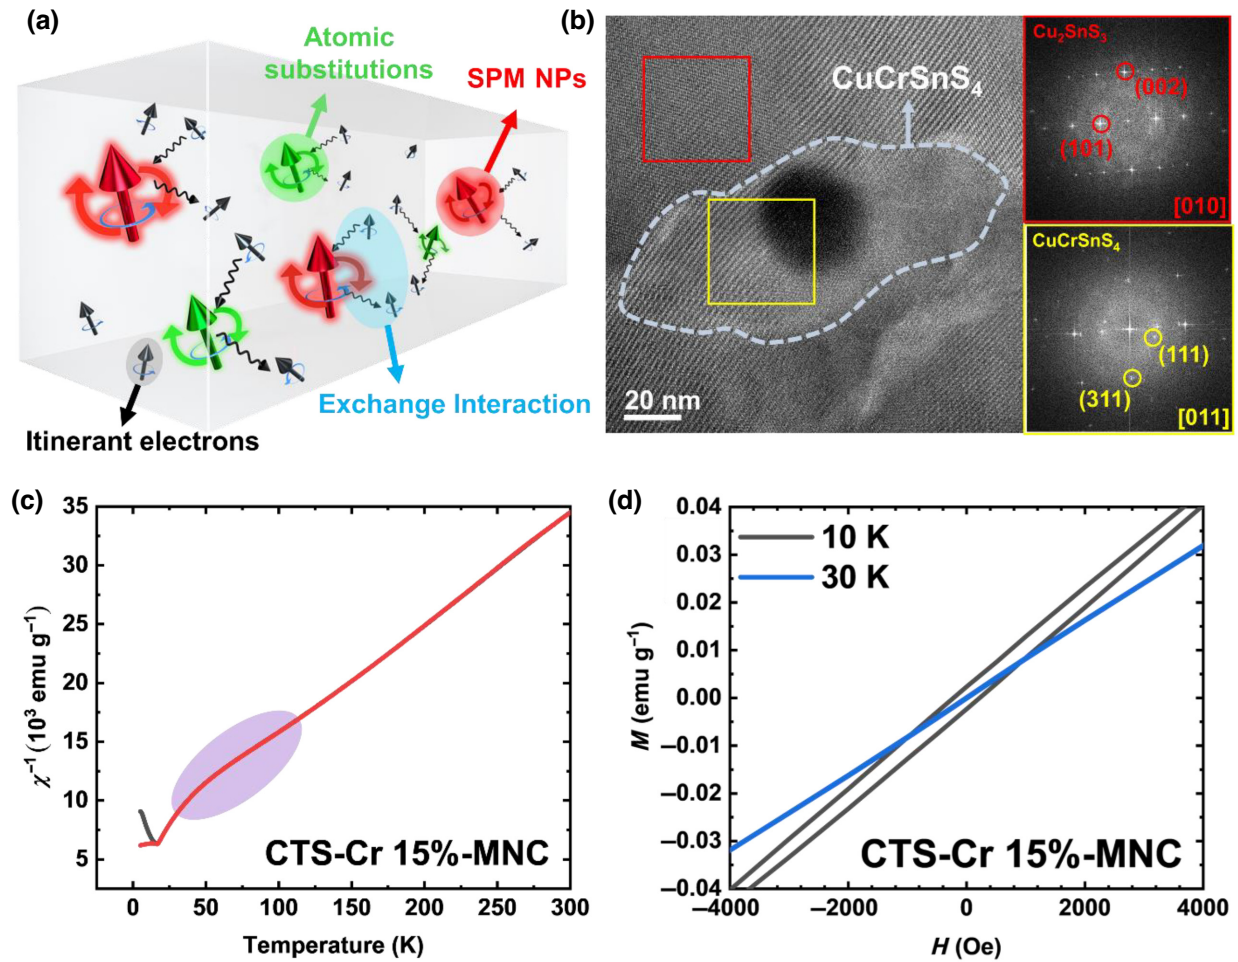 (a)
Atomic
substitutions
SPM NPs
Exchange Interaction
Itinerant electrons
(b)
CuCrSnS₄
20 nm
Cu₂SnS₃
(002)
(101)
[010]
CuCrSnS₄
(111)
(311)
[011]
(c)
35
30
25
20
15
10
5
χ⁻¹ (10³ emu g⁻¹)
CTS-Cr 15%-MNC
0 50 100 150 200 250 300
Temperature (K)
(d)
0.04
0.03
0.02
0.01
0.00
–0.01
–0.02
–0.03
–0.04
M (emu g⁻¹)
10 K
30 K
CTS-Cr 15%-MNC
–4000 –2000 0 2000 4000
H (Oe)